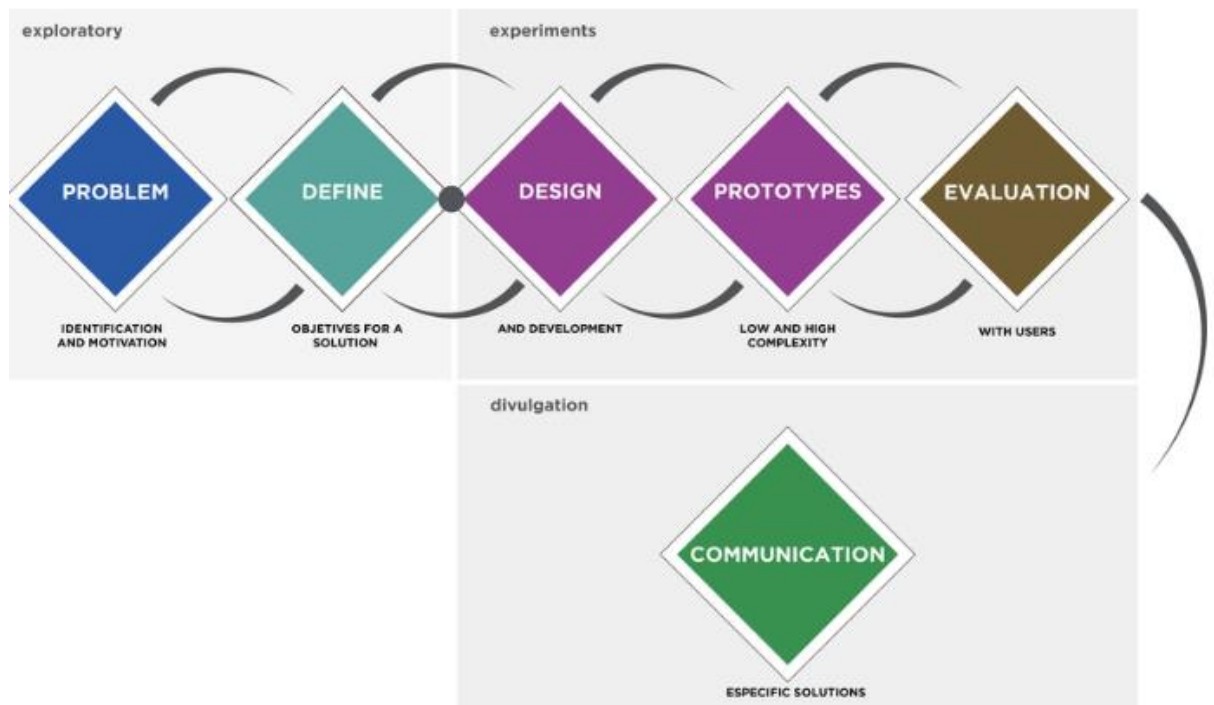 exploratory
experiments
PROBLEM
DEFINE
DESIGN
PROTOTYPES
EVALUATION
IDENTIFICATION
AND MOTIVATION
OBJETIVES FOR A
SOLUTION
AND DEVELOPMENT
LOW AND HIGH
COMPLEXITY
WITH USERS
divulgation
COMMUNICATION
ESPECIFIC SOLUTIONS